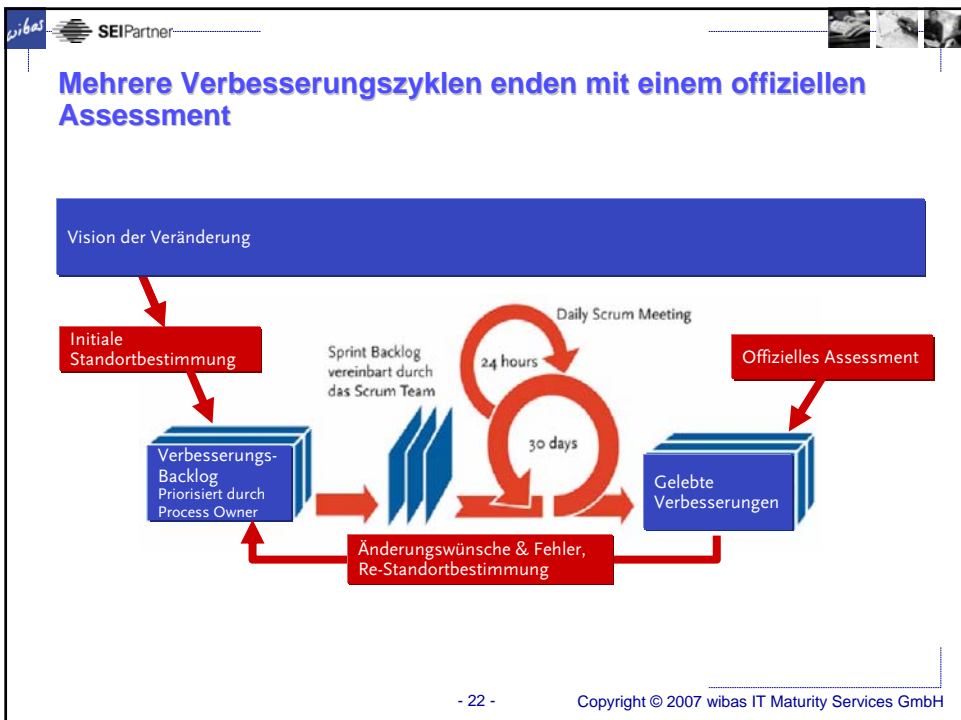 wibas
SEIPartner
Mehrere Verbesserungszyklen enden mit einem offiziellen
Assessment
Vision der Veränderung
Initiale
Standortbestimmung
Sprint Backlog
vereinbart durch
das Scrum Team
Daily Scrum Meeting
24 hours
30 days
Offizielles Assessment
Verbesserungs-
Backlog
Priorisiert durch
Process Owner
Gelebte
Verbesserungen
Änderungswünsche & Fehler,
Re-Standortbestimmung
- 22 -
Copyright © 2007 wibas IT Maturity Services GmbH